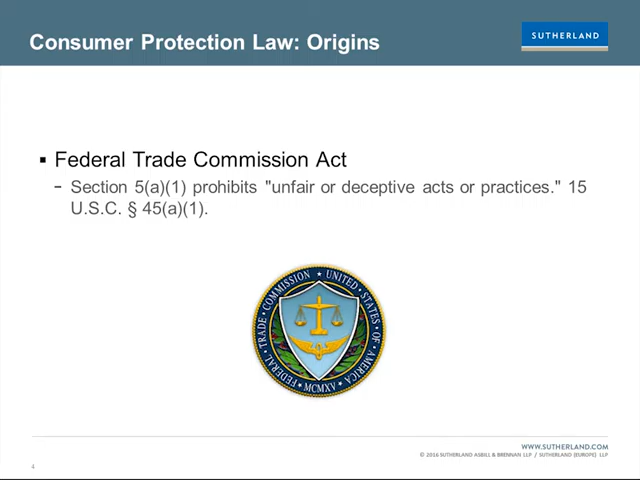 Consumer Protection Law: Origins
SUTHERLAND
▪ Federal Trade Commission Act
− Section 5(a)(1) prohibits "unfair or deceptive acts or practices." 15
U.S.C. § 45(a)(1).
FEDERAL · TRADE · COMMISSION ★ UNITED · STATES · OF · AMERICA
MCMXV
WWW.SUTHERLAND.COM
© 2016 SUTHERLAND ASBILL & BRENNAN LLP / SUTHERLAND (EUROPE) LLP
4